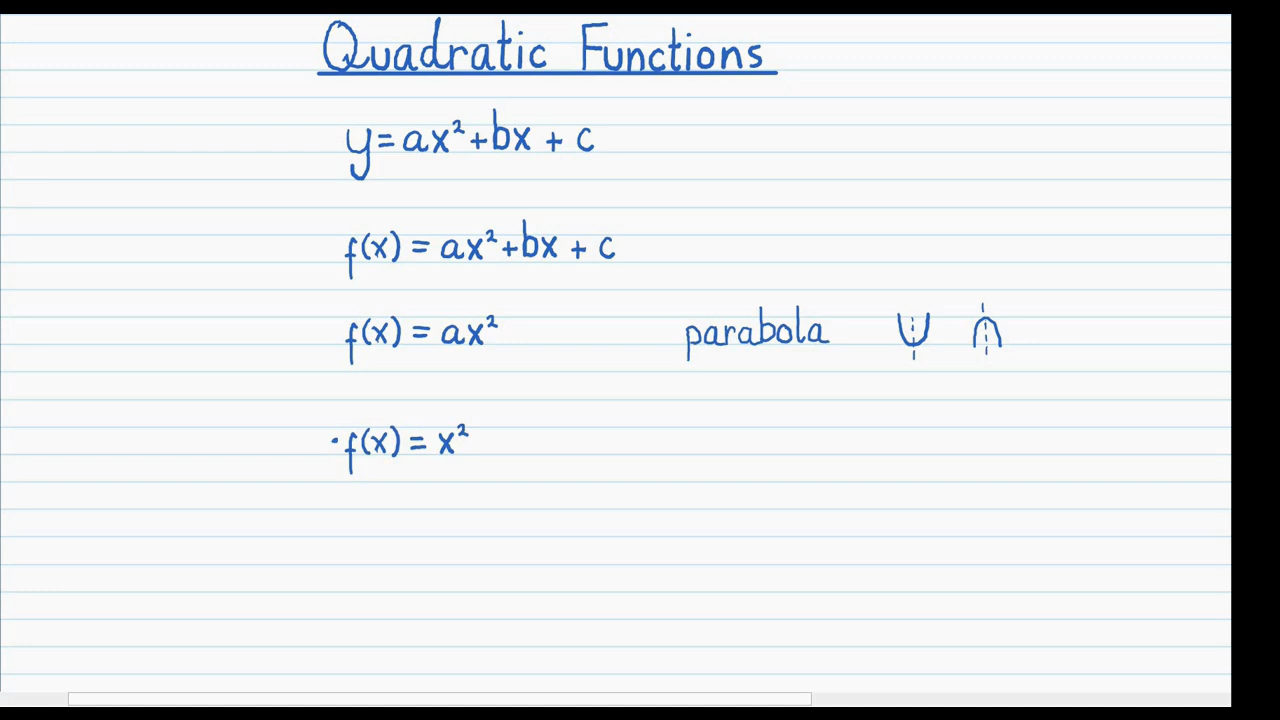 Quadratic Functions
y = ax² + bx + c
f(x) = ax² + bx + c
f(x) = ax² parabola
· f(x) = x²